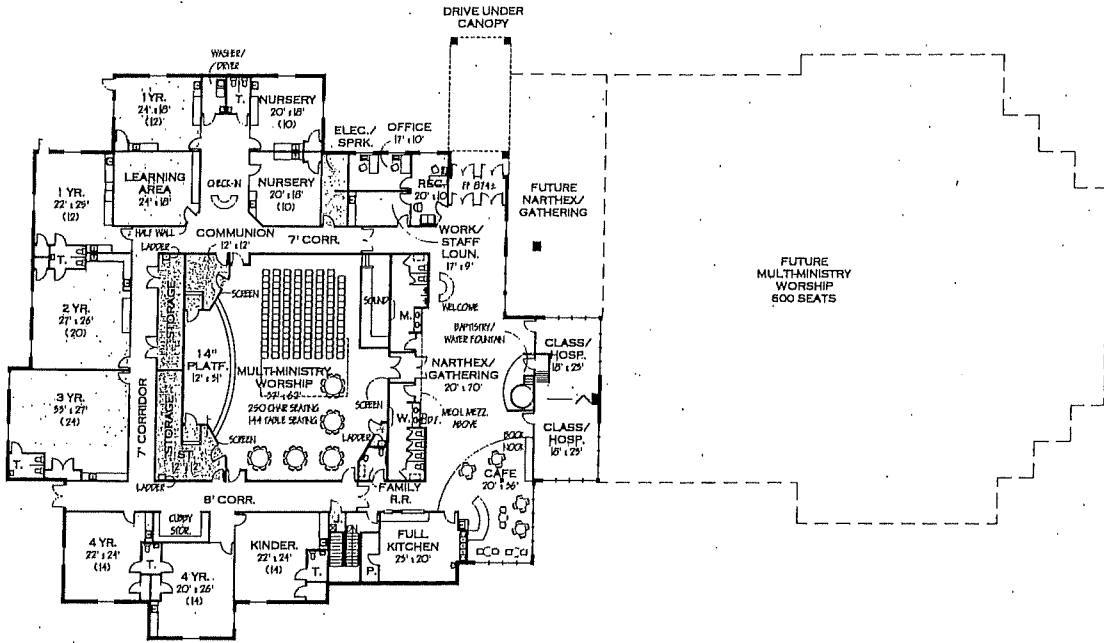 DRIVE UNDER
CANOPY
WASHER/
DRYER
1 YR.
24' x 18'
(12)
T.
NURSERY
20' x 18'
(10)
ELEC./
SPRK.
OFFICE
17' x 10'
LEARNING
AREA
24' x 18'
CHECK-IN
NURSERY
20' x 18'
(10)
REC.
20' x 10'
1 YR.
22' x 25'
(12)
FUTURE
NARTHEX/
GATHERING
HALF WALL
LADDER
COMMUNION
12' x 12'
7' CORR.
WORK/
STAFF
LOUN.
17' x 9'
T.
STORAGE
SCREEN
SOUND
WELCOME
FUTURE
MULTI-MINISTRY
WORSHIP
600 SEATS
2 YR.
27' x 26'
(20)
M.
BAPTISTRY/
WATER FOUNTAIN
14"
PLATF.
12' x 31'
MULTI-MINISTRY
WORSHIP
57' x 62'
250 CHAIR SEATING
144 TABLE SEATING
NARTHEX/
GATHERING
20' x 70'
CLASS/
HOSP.
18' x 25'
3 YR.
33' x 27'
(24)
7' CORRIDOR
STORAGE
SCREEN
W.
D.F.
MECH. MEZZ.
ABOVE
CLASS/
HOSP.
18' x 25'
SCREEN
ST.
LADDER
BOOK
NOOK
T.
LADDER
CAFE
20' x 36'
8' CORR.
FAMILY
R.R.
CUBBY
STOR.
4 YR.
22' x 24'
(14)
T.
KINDER.
22' x 24'
(14)
T.
P.
FULL
KITCHEN
25' x 20'
4 YR.
20' x 26'
(14)